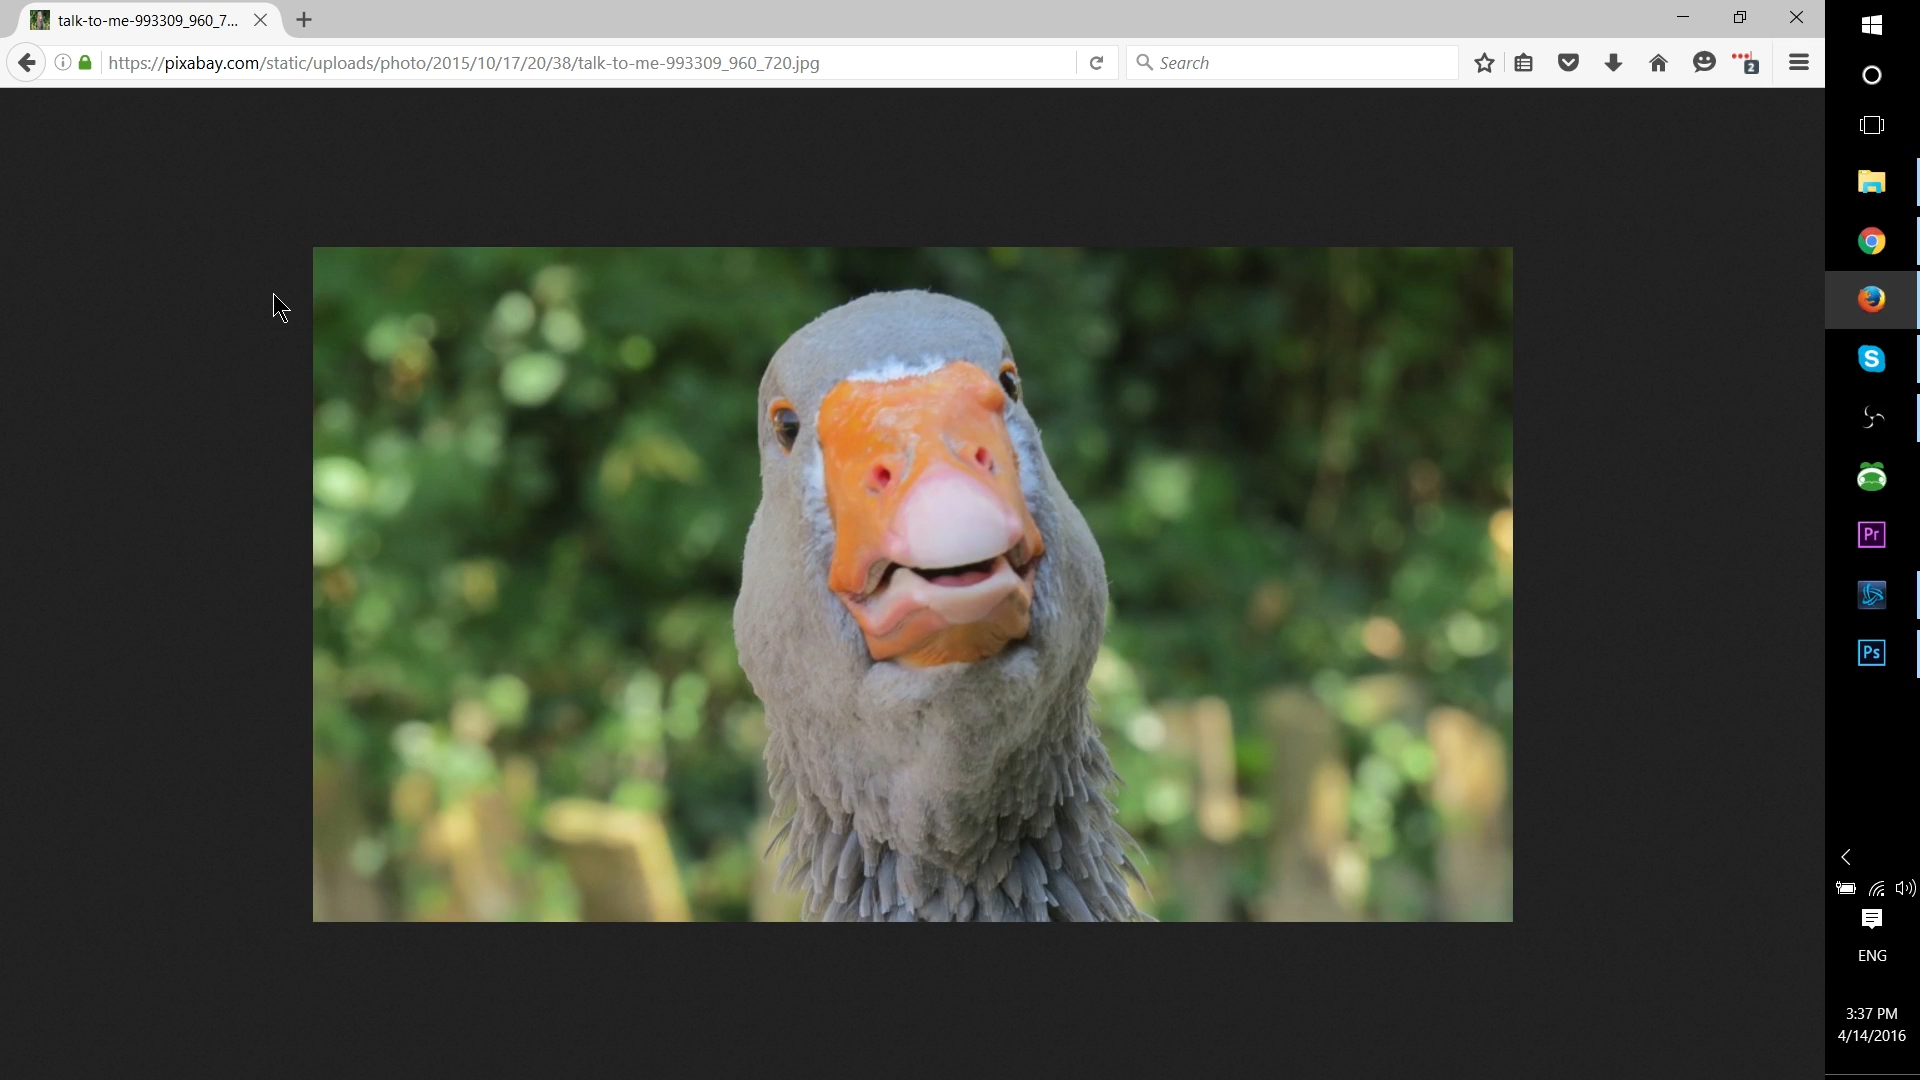 talk-to-me-993309_960_7...
https://pixabay.com/static/uploads/photo/2015/10/17/20/38/talk-to-me-993309_960_720.jpg
Search
2
S
Pr
Ps
ENG
3:37 PM
4/14/2016